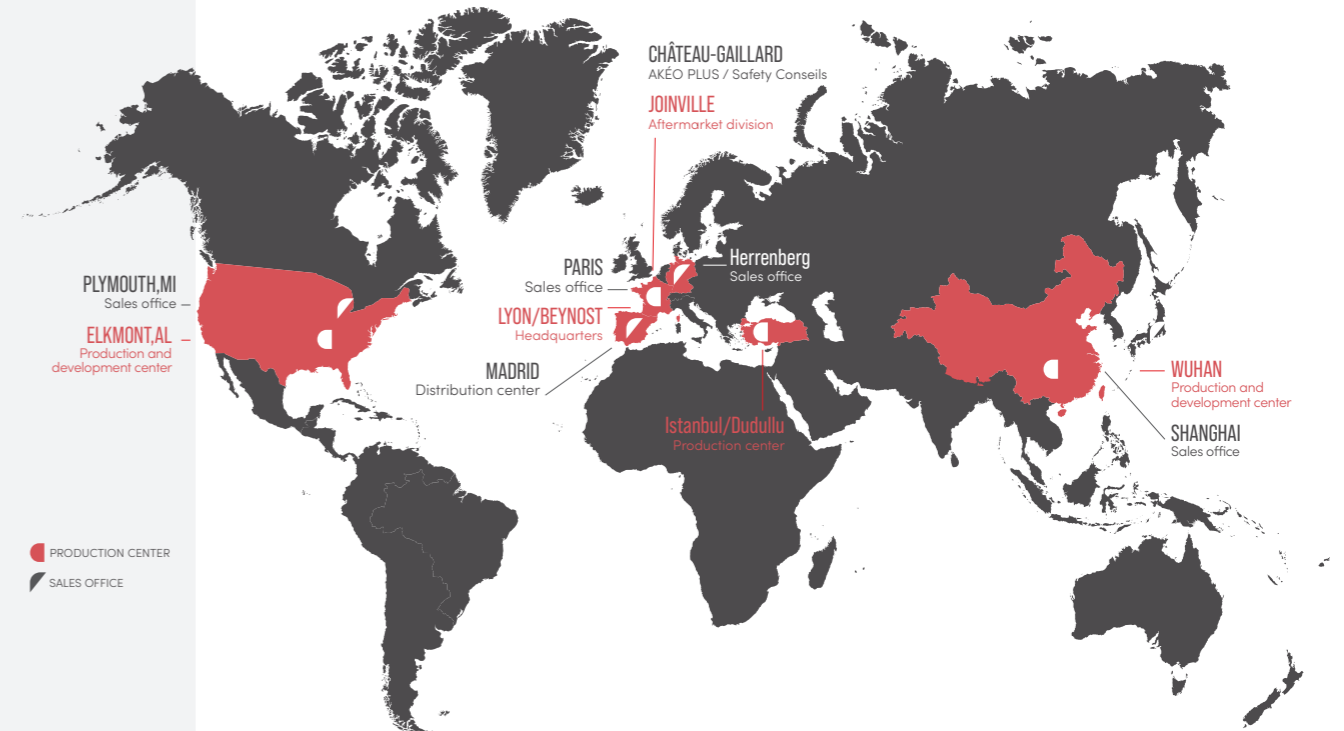 CHÂTEAU-GAILLARD
AKÉO PLUS / Safety Conseils
JOINVILLE
Aftermarket division
PLYMOUTH,MI
Sales office
ELKMONT,AL
Production and
development center
PARIS
Sales office
LYON/BEYNOST
Headquarters
MADRID
Distribution center
Herrenberg
Sales office
Istanbul/Dudullu
Production center
WUHAN
Production and
development center
SHANGHAI
Sales office
PRODUCTION CENTER
SALES OFFICE